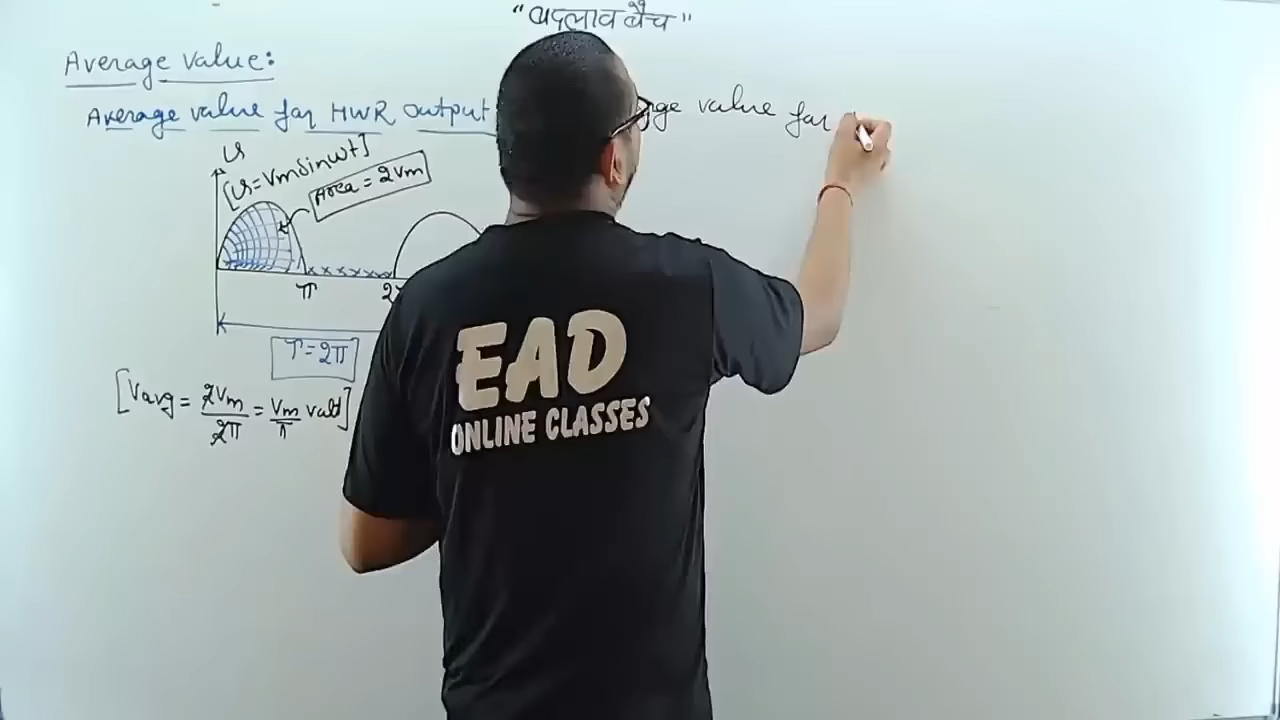 "बदलाव बैच"
Average value:
Average value for HWR output
value for
v
[v=Vmsinωt]
Area = 2Vm
π
T=2π
[Vavg = 2Vm/2π = Vm/π volt]
EAD
ONLINE CLASSES